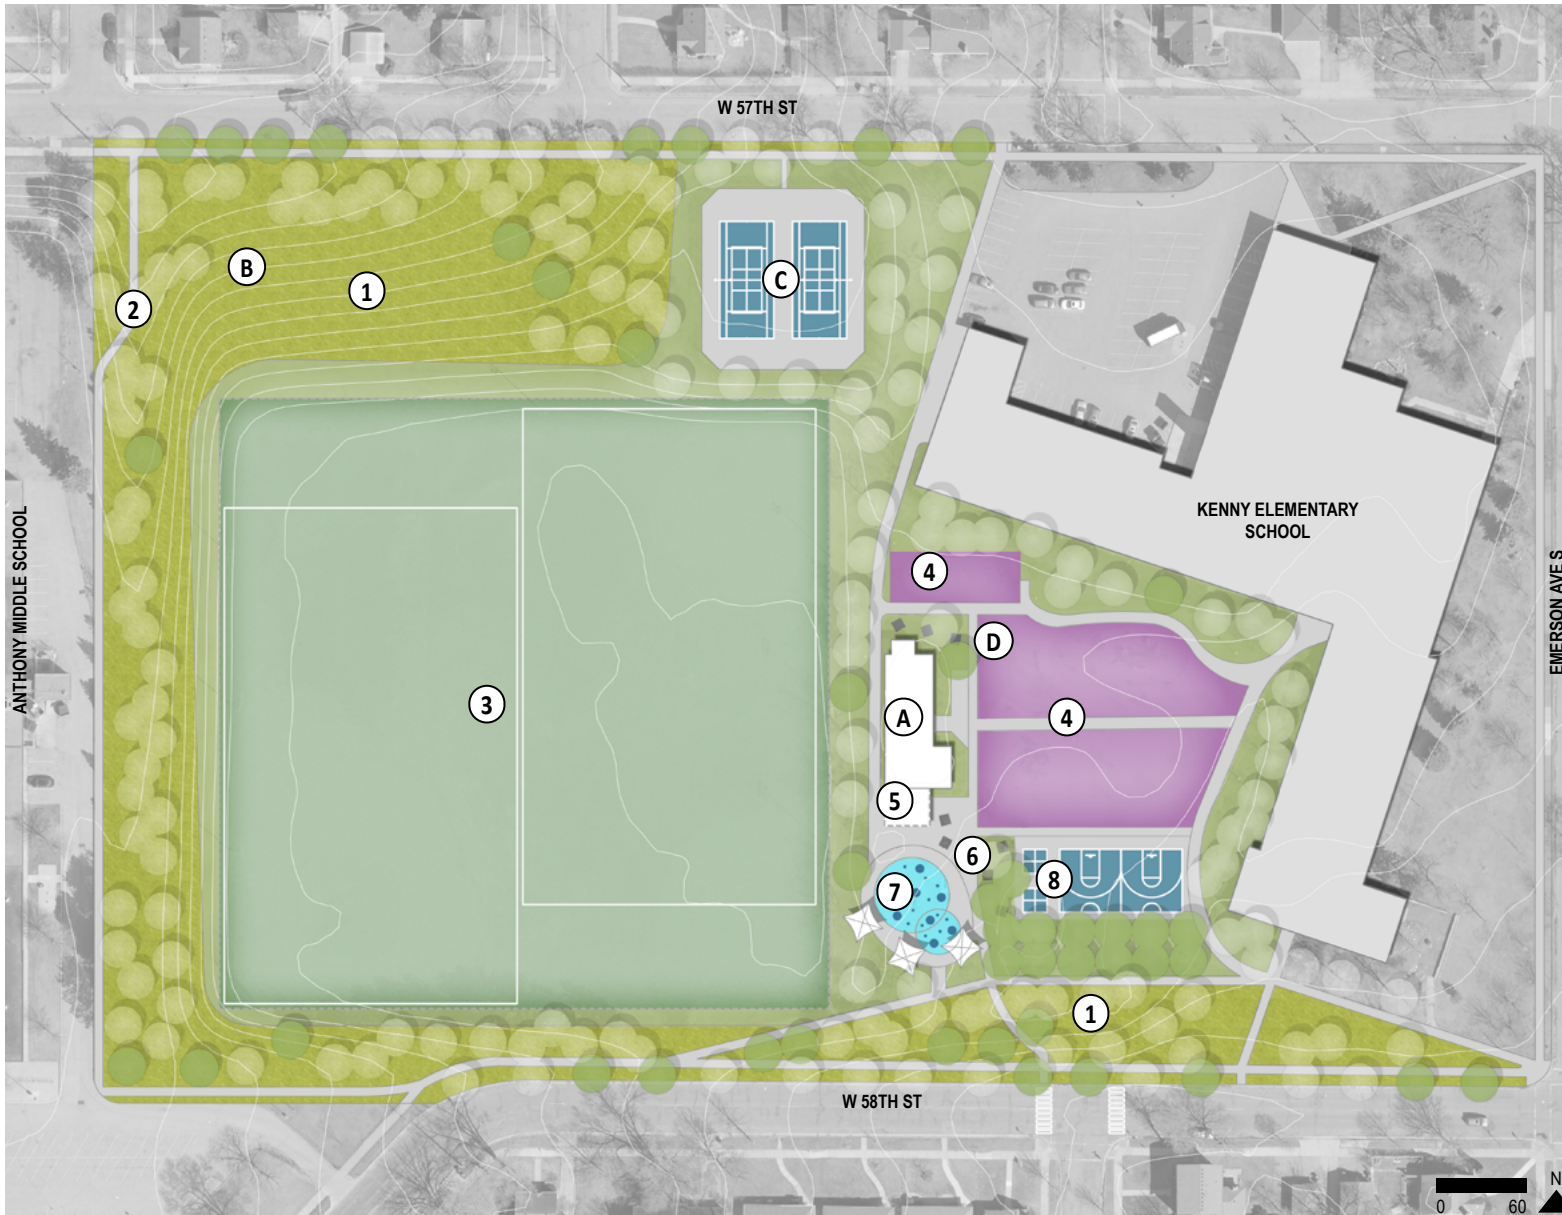 W 57TH ST
B
1
2
C
KENNY ELEMENTARY
SCHOOL
ANTHONY MIDDLE SCHOOL
EMERSON AVE S
4
D
3
A
4
5
6
7
8
1
W 58TH ST
N
0 60